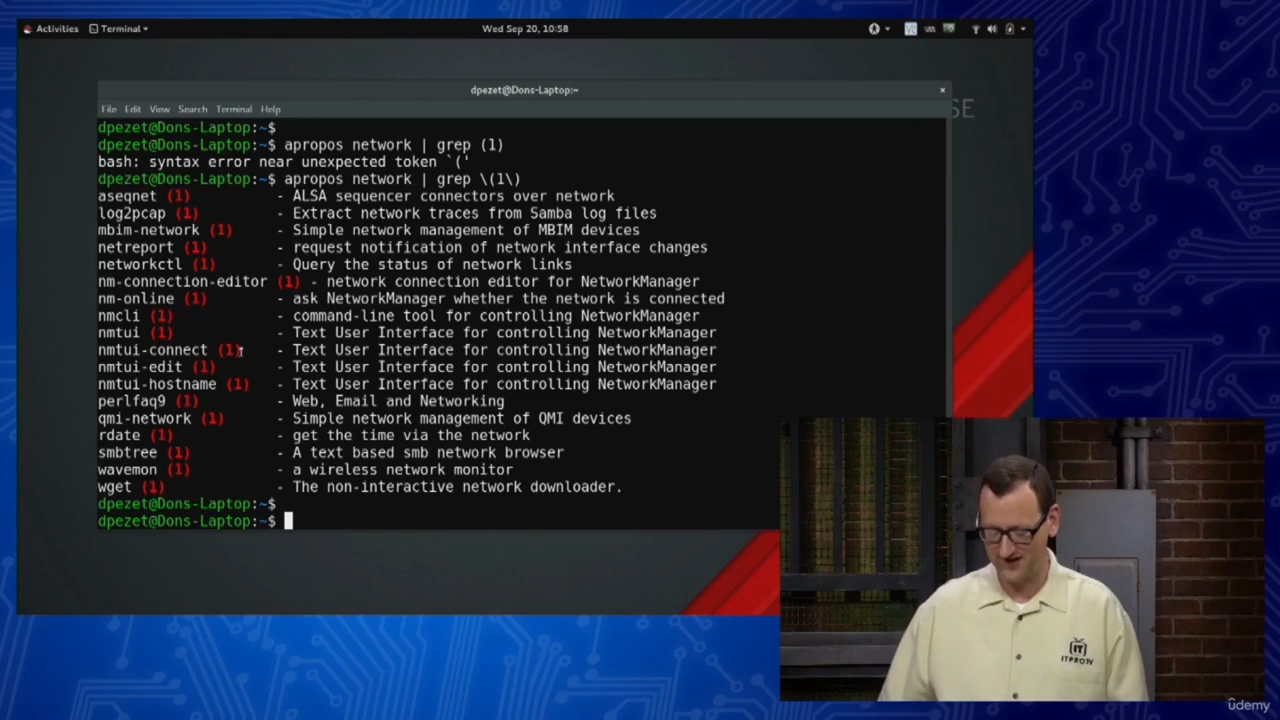 Activities Terminal Wed Sep 20, 10:58
dpezet@Dons-Laptop:~
File Edit View Search Terminal Help
SE
dpezet@Dons-Laptop:~$
dpezet@Dons-Laptop:~$ apropos network | grep (1)
bash: syntax error near unexpected token `('
dpezet@Dons-Laptop:~$ apropos network | grep \(1\)
aseqnet (1) - ALSA sequencer connectors over network
log2pcap (1) - Extract network traces from Samba log files
mbim-network (1) - Simple network management of MBIM devices
netreport (1) - request notification of network interface changes
networkctl (1) - Query the status of network links
nm-connection-editor (1) - network connection editor for NetworkManager
nm-online (1) - ask NetworkManager whether the network is connected
nmcli (1) - command-line tool for controlling NetworkManager
nmtui (1) - Text User Interface for controlling NetworkManager
nmtui-connect (1) - Text User Interface for controlling NetworkManager
nmtui-edit (1) - Text User Interface for controlling NetworkManager
nmtui-hostname (1) - Text User Interface for controlling NetworkManager
perlfaq9 (1) - Web, Email and Networking
qmi-network (1) - Simple network management of QMI devices
rdate (1) - get the time via the network
smbtree (1) - A text based smb network browser
wavemon (1) - a wireless network monitor
wget (1) - The non-interactive network downloader.
dpezet@Dons-Laptop:~$
dpezet@Dons-Laptop:~$
IT
ITPROTV
ûdemy